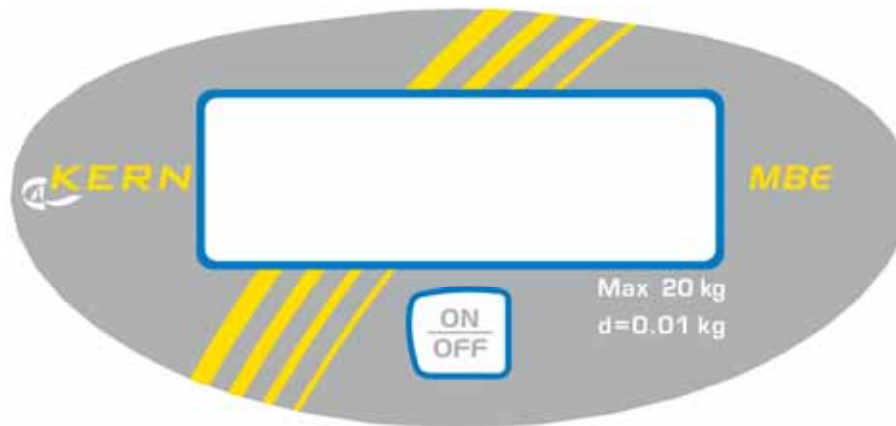 KERN
MBE
Max 20 kg
d=0.01 kg
ON
OFF